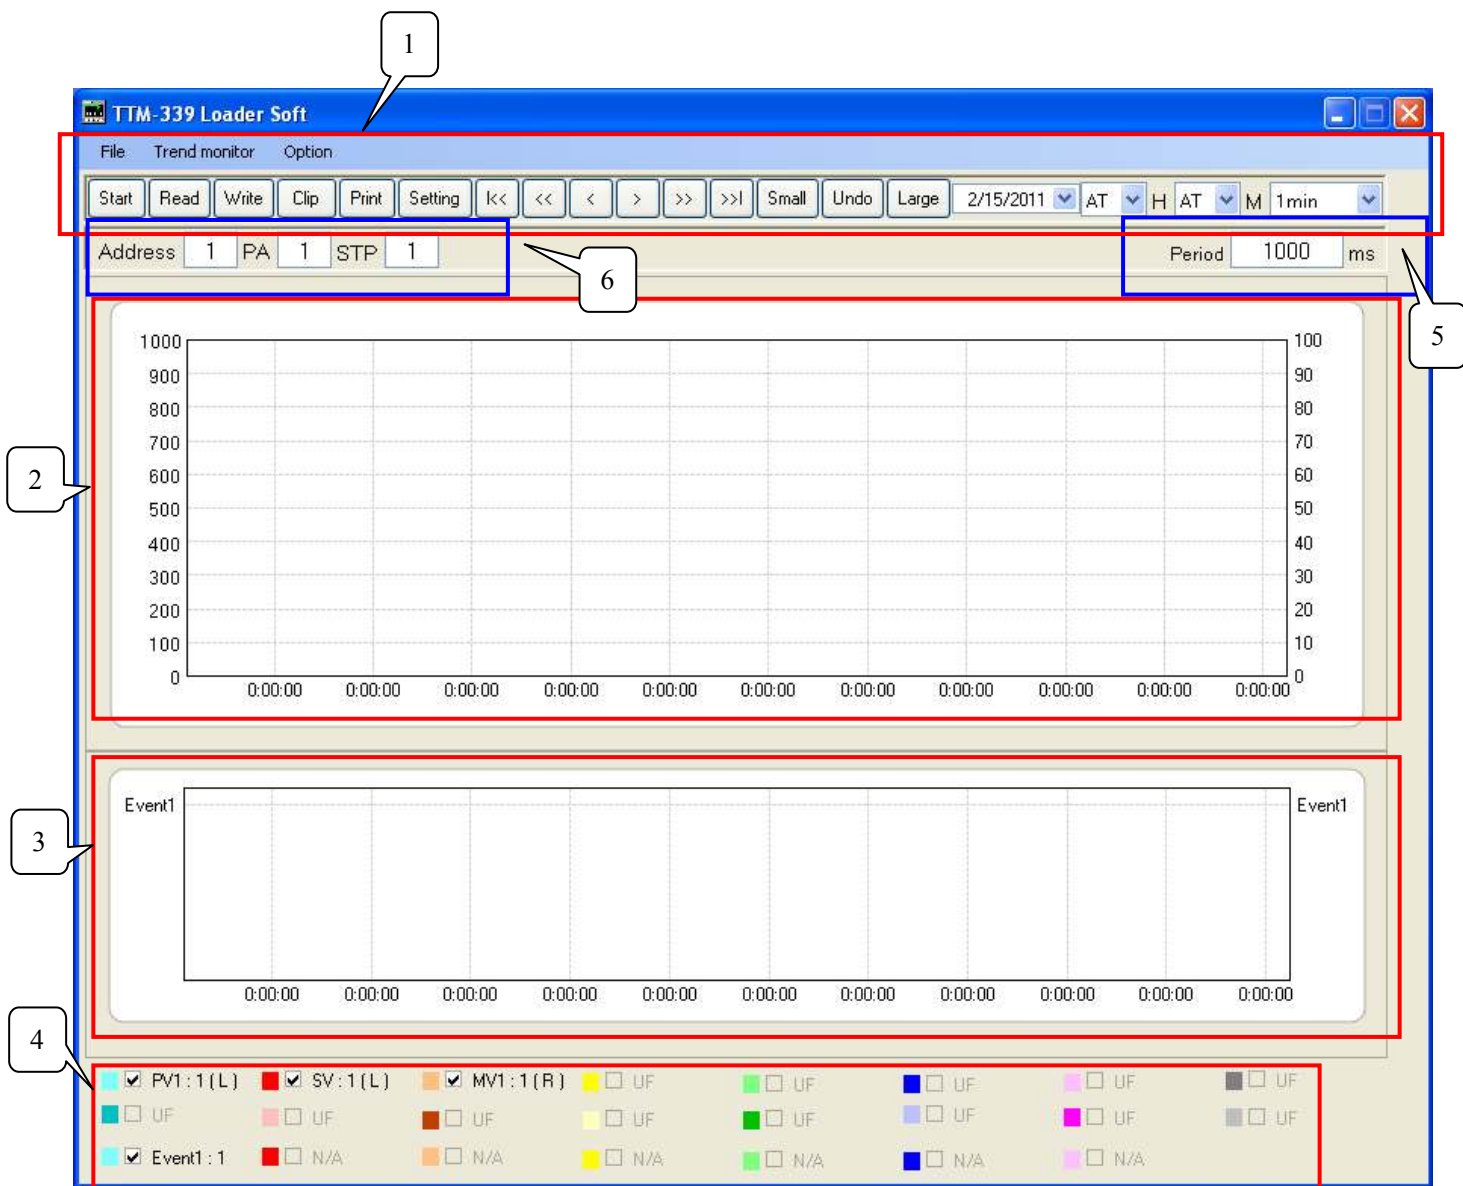 1
TTM-339 Loader Soft
File Trend monitor Option
Start Read Write Clip Print Setting |<< << < > >> >>| Small Undo Large 2/15/2011 AT H AT M 1min
Address 1 PA 1 STP 1 Period 1000 ms
6
5
1000 100
900 90
800 80
700 70
2
600 60
500 50
400 40
300 30
200 20
100 10
0 0
0:00:00 0:00:00 0:00:00 0:00:00 0:00:00 0:00:00 0:00:00 0:00:00 0:00:00 0:00:00 0:00:00
Event1 Event1
3
0:00:00 0:00:00 0:00:00 0:00:00 0:00:00 0:00:00 0:00:00 0:00:00 0:00:00 0:00:00 0:00:00
4
PV1 : 1 ( L ) SV : 1 ( L ) MV1 : 1 ( R ) UF UF UF UF UF
UF UF UF UF UF UF UF UF
Event1 : 1 N/A N/A N/A N/A N/A N/A